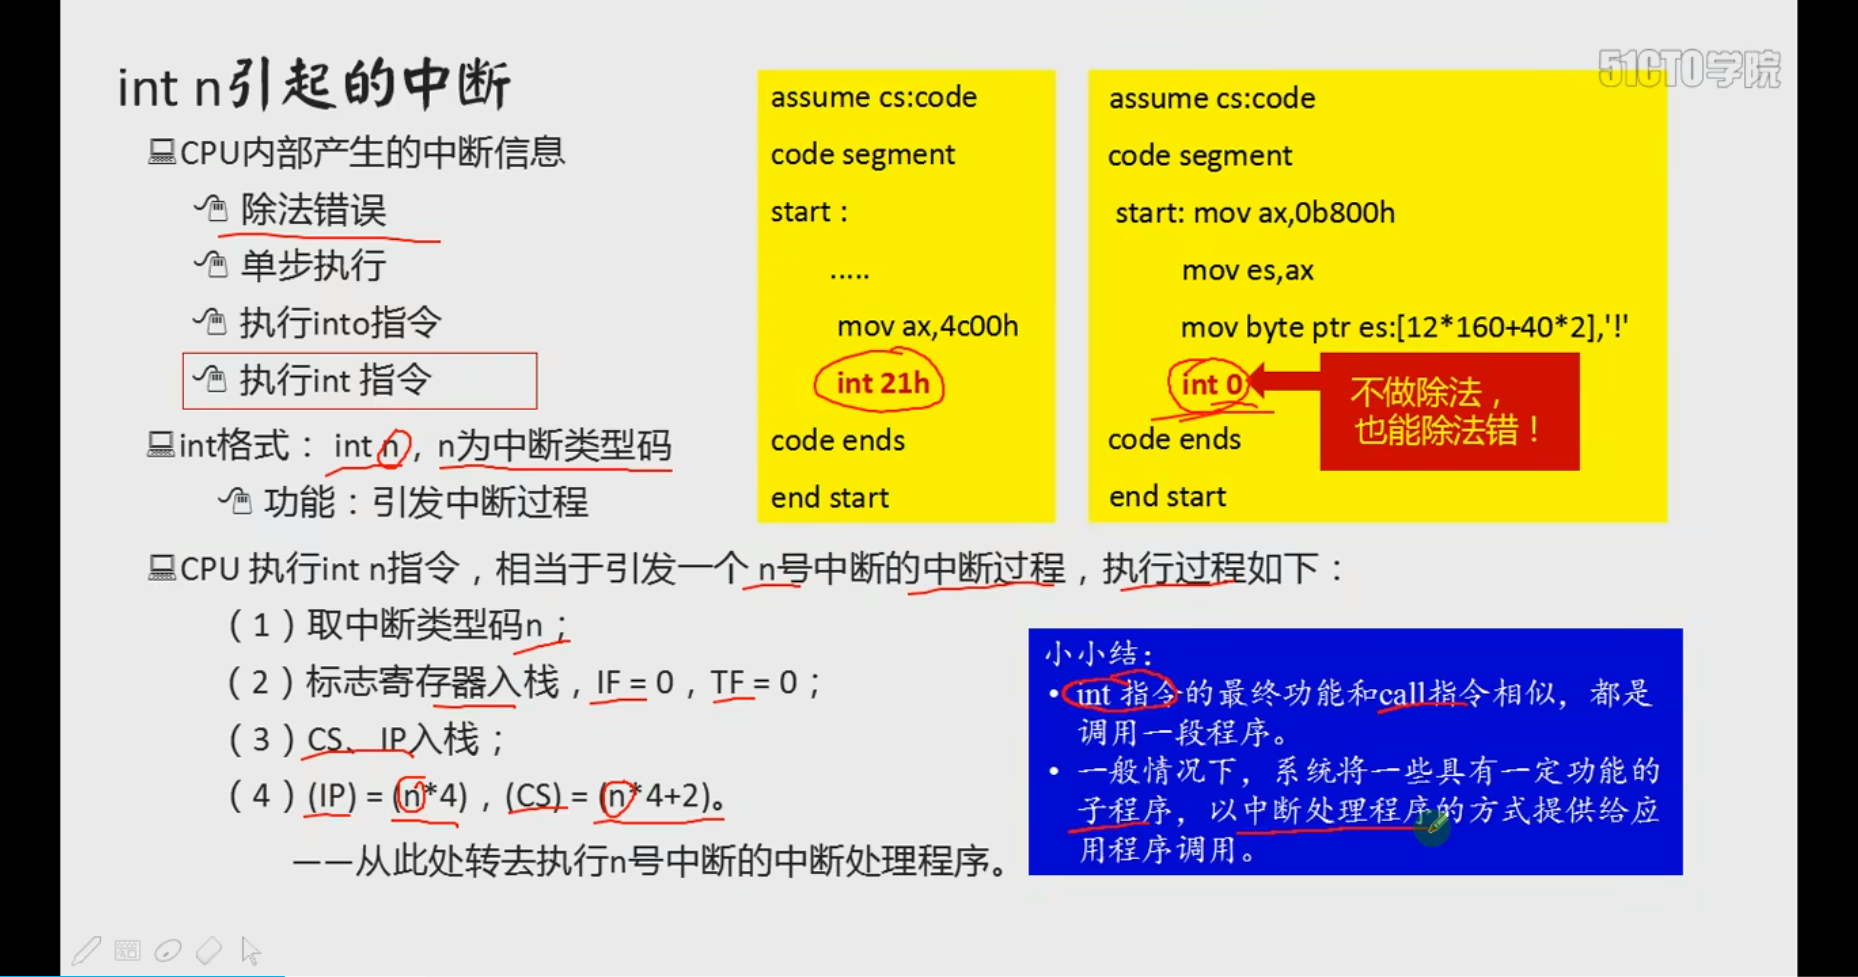 int n引起的中断
CPU内部产生的中断信息
除法错误
单步执行
执行into指令
执行int 指令
int格式： int n，n为中断类型码
功能：引发中断过程
assume cs:code
code segment
start :
.....
mov ax,4c00h
int 21h
code ends
end start
51CTO学院
assume cs:code
code segment
start: mov ax,0b800h
mov es,ax
mov byte ptr es:[12*160+40*2],'!'
int 0
不做除法，
也能除法错！
code ends
end start
CPU 执行int n指令，相当于引发一个 n号中断的中断过程，执行过程如下：
（1）取中断类型码n；
（2）标志寄存器入栈，IF = 0，TF = 0；
（3）CS、IP入栈；
（4）(IP) = (n*4)，(CS) = (n*4+2)。
——从此处转去执行n号中断的中断处理程序。
小小结：
• int 指令的最终功能和call指令相似，都是
调用一段程序。
• 一般情况下，系统将一些具有一定功能的
子程序，以中断处理程序的方式提供给应
用程序调用。